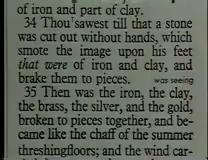 of iron and part of clay.
34 Thou sawest till that a stone
was cut out without hands, which
smote the image upon his feet
that were of iron and clay, and
brake them to pieces. was seeing
35 Then was the iron, the clay,
the brass, the silver, and the gold,
broken to pieces together, and be-
came like the chaff of the summer
threshingfloors; and the wind car-